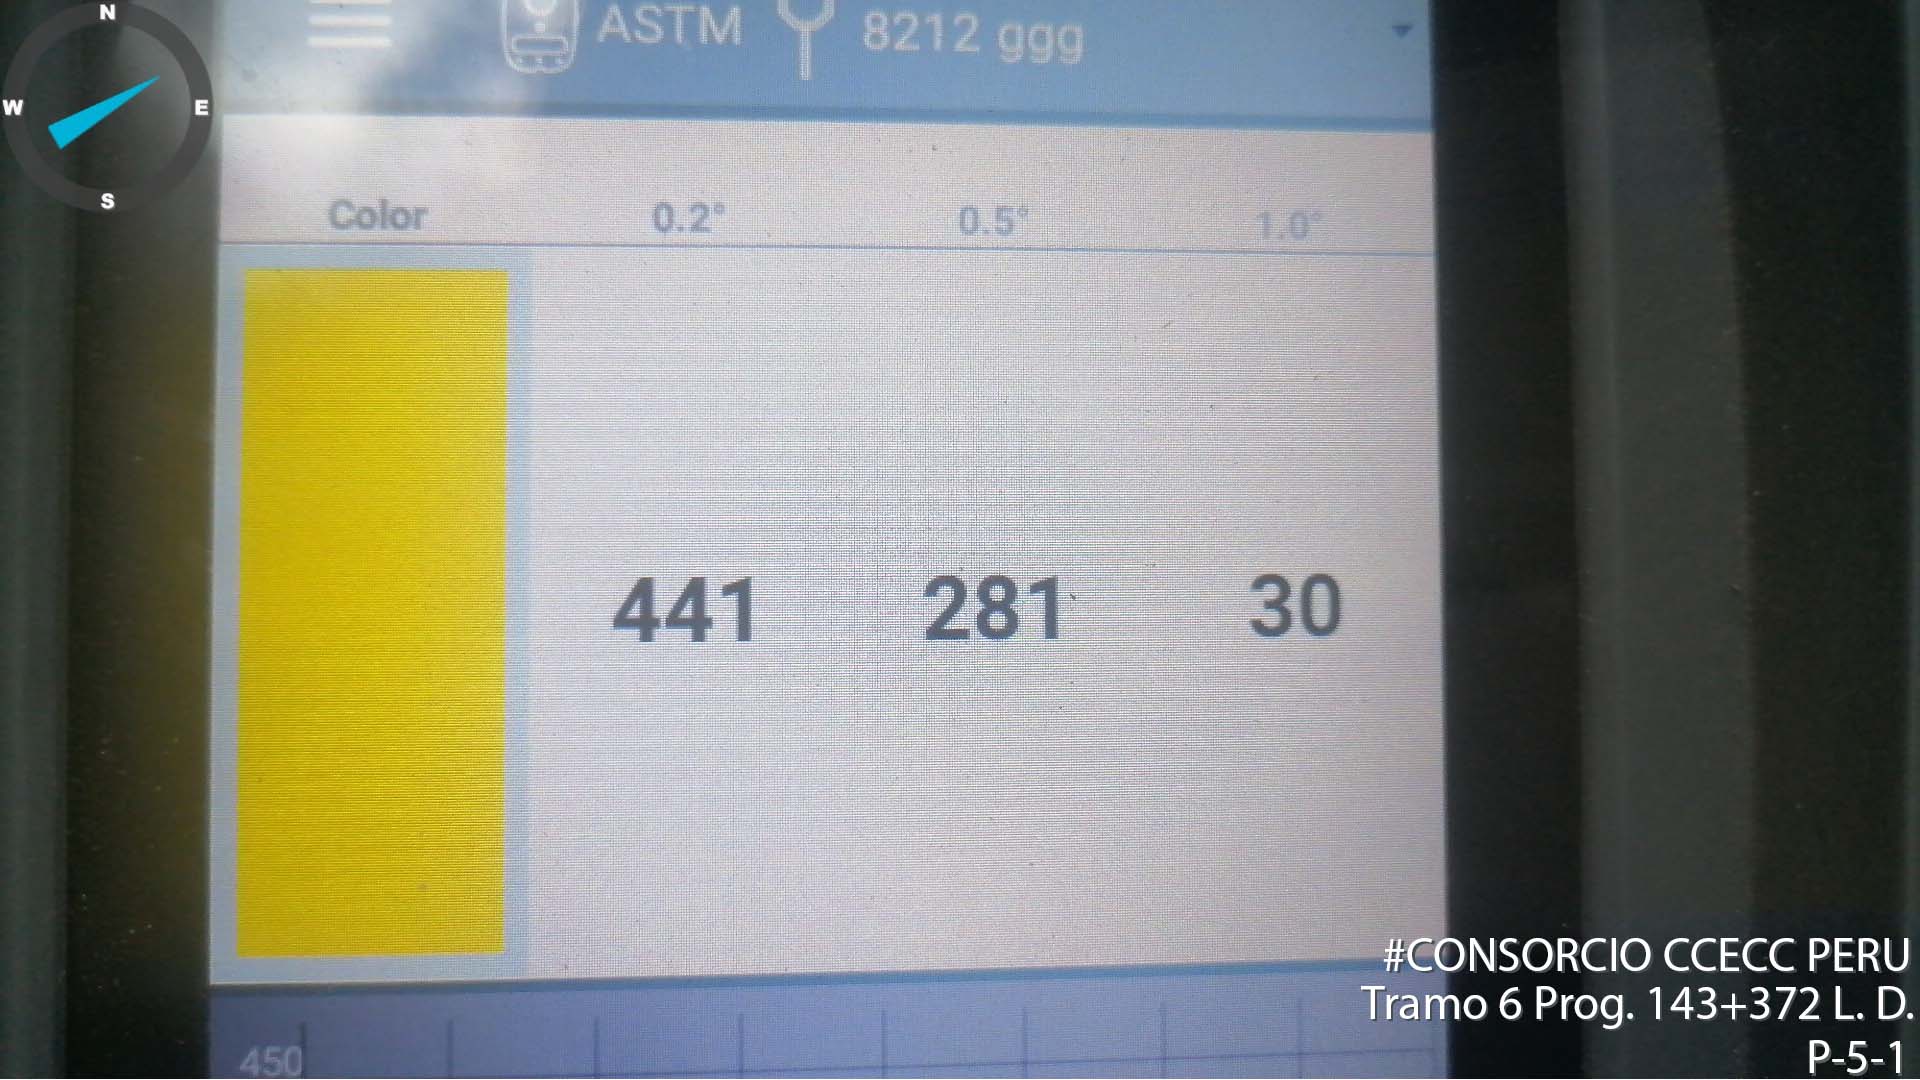 N
W
E
S
ASTM 8212 ggg
Color 0.2° 0.5° 1.0°
441 281 30
450
#CONSORCIO CCECC PERU
Tramo 6 Prog. 143+372 L. D.
P-5-1